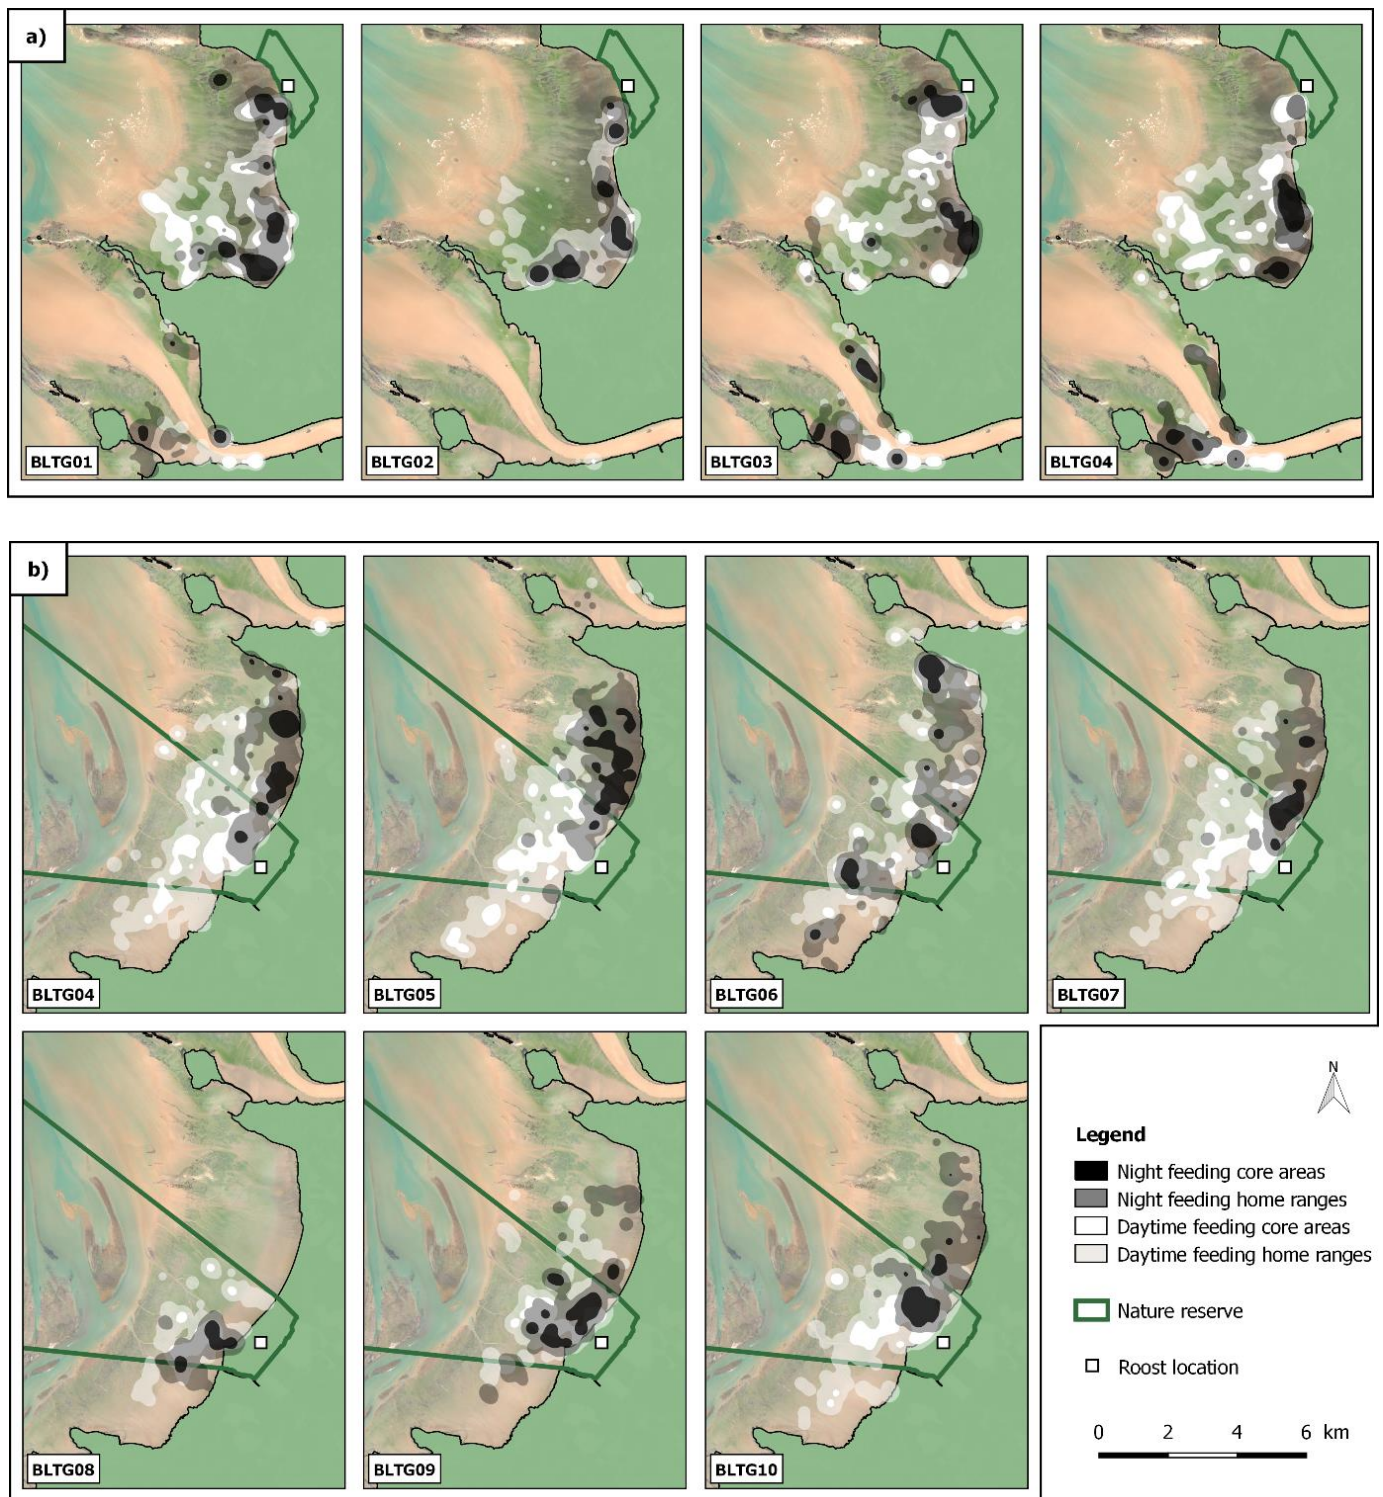 a)
BLTG01
BLTG02
BLTG03
BLTG04
b)
BLTG04
BLTG05
BLTG06
BLTG07
BLTG08
BLTG09
BLTG10
N
Legend
Night feeding core areas
Night feeding home ranges
Daytime feeding core areas
Daytime feeding home ranges
Nature reserve
Roost location
0 2 4 6 km